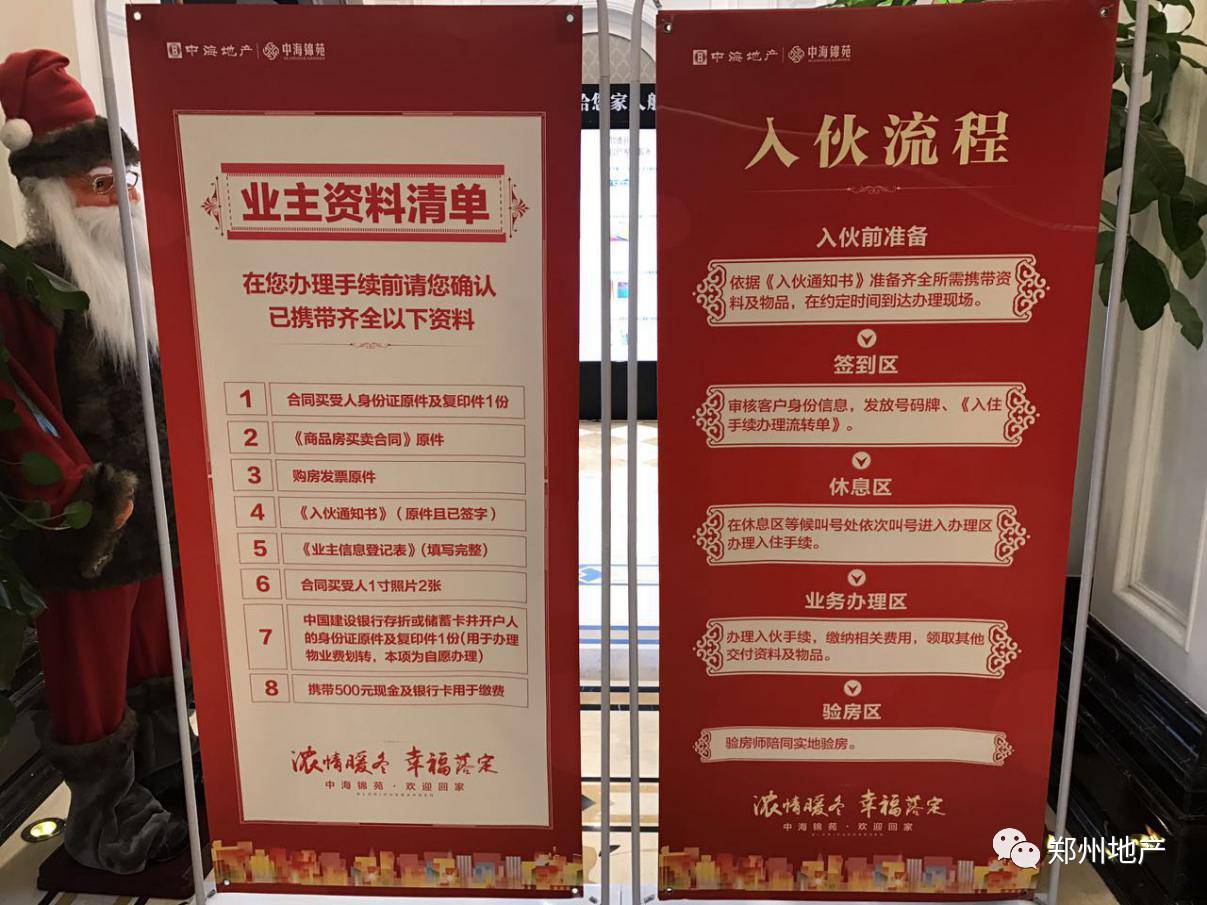 中海地产 中海锦苑
业主资料清单
在您办理手续前请您确认
已携带齐全以下资料
1 合同买受人身份证原件及复印件1份
2 《商品房买卖合同》原件
3 购房发票原件
4 《入伙通知书》（原件且已签字）
5 《业主信息登记表》（填写完整）
6 合同买受人1寸照片2张
7 中国建设银行存折或储蓄卡并开户人
的身份证原件及复印件1份（用于办理
物业费划转，本项为自愿办理）
8 携带500元现金及银行卡用于缴费
浓情暖冬 幸福落定
中海锦苑·欢迎回家
中海地产 中海锦苑
入伙流程
入伙前准备
依据《入伙通知书》准备齐全所需携带资
料及物品，在约定时间到达办理现场。
签到区
审核客户身份信息，发放号码牌、《入住
手续办理流转单》。
休息区
在休息区等候叫号处依次叫号进入办理区
办理入住手续。
业务办理区
办理入伙手续，缴纳相关费用，领取其他
交付资料及物品。
验房区
验房师陪同实地验房。
浓情暖冬 幸福落定
中海锦苑·欢迎回家
郑州地产